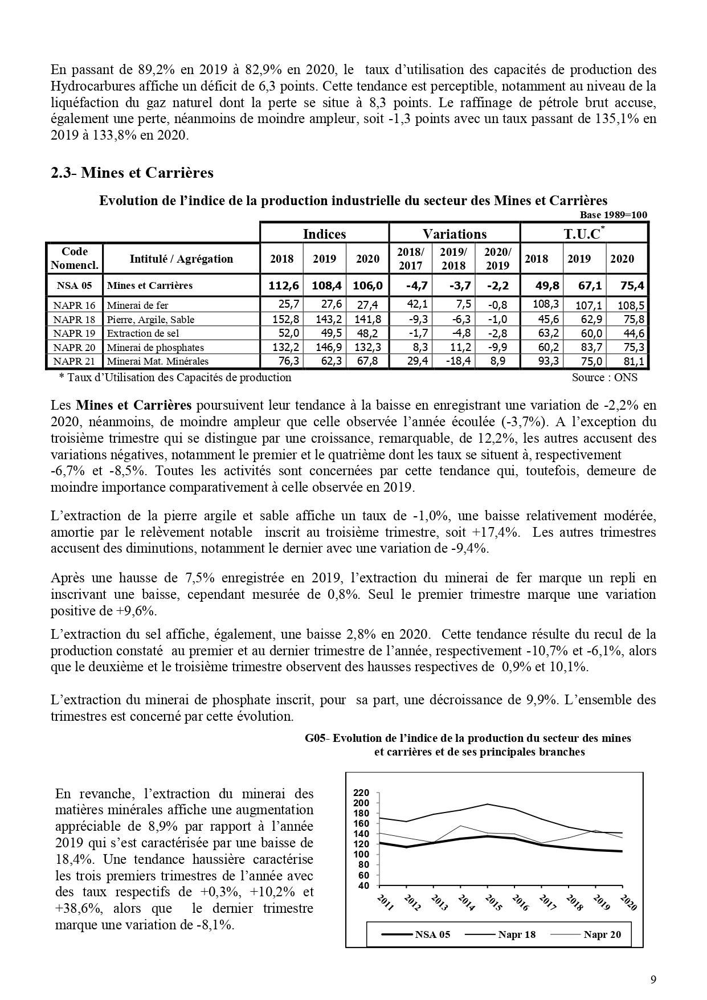 En passant de 89,2% en 2019 à 82,9% en 2020, le taux d’utilisation des capacités de production des
Hydrocarbures affiche un déficit de 6,3 points. Cette tendance est perceptible, notamment au niveau de la
liquéfaction du gaz naturel dont la perte se situe à 8,3 points. Le raffinage de pétrole brut accuse,
également une perte, néanmoins de moindre ampleur, soit -1,3 points avec un taux passant de 135,1% en
2019 à 133,8% en 2020.
2.3- Mines et Carrières
Evolution de l’indice de la production industrielle du secteur des Mines et Carrières
Base 1989=100
Indices Variations T.U.C*
Code Nomencl. Intitulé / Agrégation 2018 2019 2020 2018/2017 2019/2018 2020/2019 2018 2019 2020
NSA 05 Mines et Carrières 112,6 108,4 106,0 -4,7 -3,7 -2,2 49,8 67,1 75,4
NAPR 16 Minerai de fer 25,7 27,6 27,4 42,1 7,5 -0,8 108,3 107,1 108,5
NAPR 18 Pierre, Argile, Sable 152,8 143,2 141,8 -9,3 -6,3 -1,0 45,6 62,9 75,8
NAPR 19 Extraction de sel 52,0 49,5 48,2 -1,7 -4,8 -2,8 63,2 60,0 44,6
NAPR 20 Minerai de phosphates 132,2 146,9 132,3 8,3 11,2 -9,9 60,2 83,7 75,3
NAPR 21 Minerai Mat. Minérales 76,3 62,3 67,8 29,4 -18,4 8,9 93,3 75,0 81,1
* Taux d’Utilisation des Capacités de production Source : ONS
Les Mines et Carrières poursuivent leur tendance à la baisse en enregistrant une variation de -2,2% en
2020, néanmoins, de moindre ampleur que celle observée l’année écoulée (-3,7%). A l’exception du
troisième trimestre qui se distingue par une croissance, remarquable, de 12,2%, les autres accusent des
variations négatives, notamment le premier et le quatrième dont les taux se situent à, respectivement
-6,7% et -8,5%. Toutes les activités sont concernées par cette tendance qui, toutefois, demeure de
moindre importance comparativement à celle observée en 2019.
L’extraction de la pierre argile et sable affiche un taux de -1,0%, une baisse relativement modérée,
amortie par le relèvement notable inscrit au troisième trimestre, soit +17,4%. Les autres trimestres
accusent des diminutions, notamment le dernier avec une variation de -9,4%.
Après une hausse de 7,5% enregistrée en 2019, l’extraction du minerai de fer marque un repli en
inscrivant une baisse, cependant mesurée de 0,8%. Seul le premier trimestre marque une variation
positive de +9,6%.
L’extraction du sel affiche, également, une baisse 2,8% en 2020. Cette tendance résulte du recul de la
production constaté au premier et au dernier trimestre de l’année, respectivement -10,7% et -6,1%, alors
que le deuxième et le troisième trimestre observent des hausses respectives de 0,9% et 10,1%.
L’extraction du minerai de phosphate inscrit, pour sa part, une décroissance de 9,9%. L’ensemble des
trimestres est concerné par cette évolution.
G05- Evolution de l’indice de la production du secteur des mines
et carrières et de ses principales branches
En revanche, l’extraction du minerai des
matières minérales affiche une augmentation
appréciable de 8,9% par rapport à l’année
2019 qui s’est caractérisée par une baisse de
18,4%. Une tendance haussière caractérise
les trois premiers trimestres de l’année avec
des taux respectifs de +0,3%, +10,2% et
+38,6%, alors que le dernier trimestre
marque une variation de -8,1%.
220
200
180
160
140
120
100
80
60
40
2011 2012 2013 2014 2015 2016 2017 2018 2019 2020
NSA 05 Napr 18 Napr 20
9